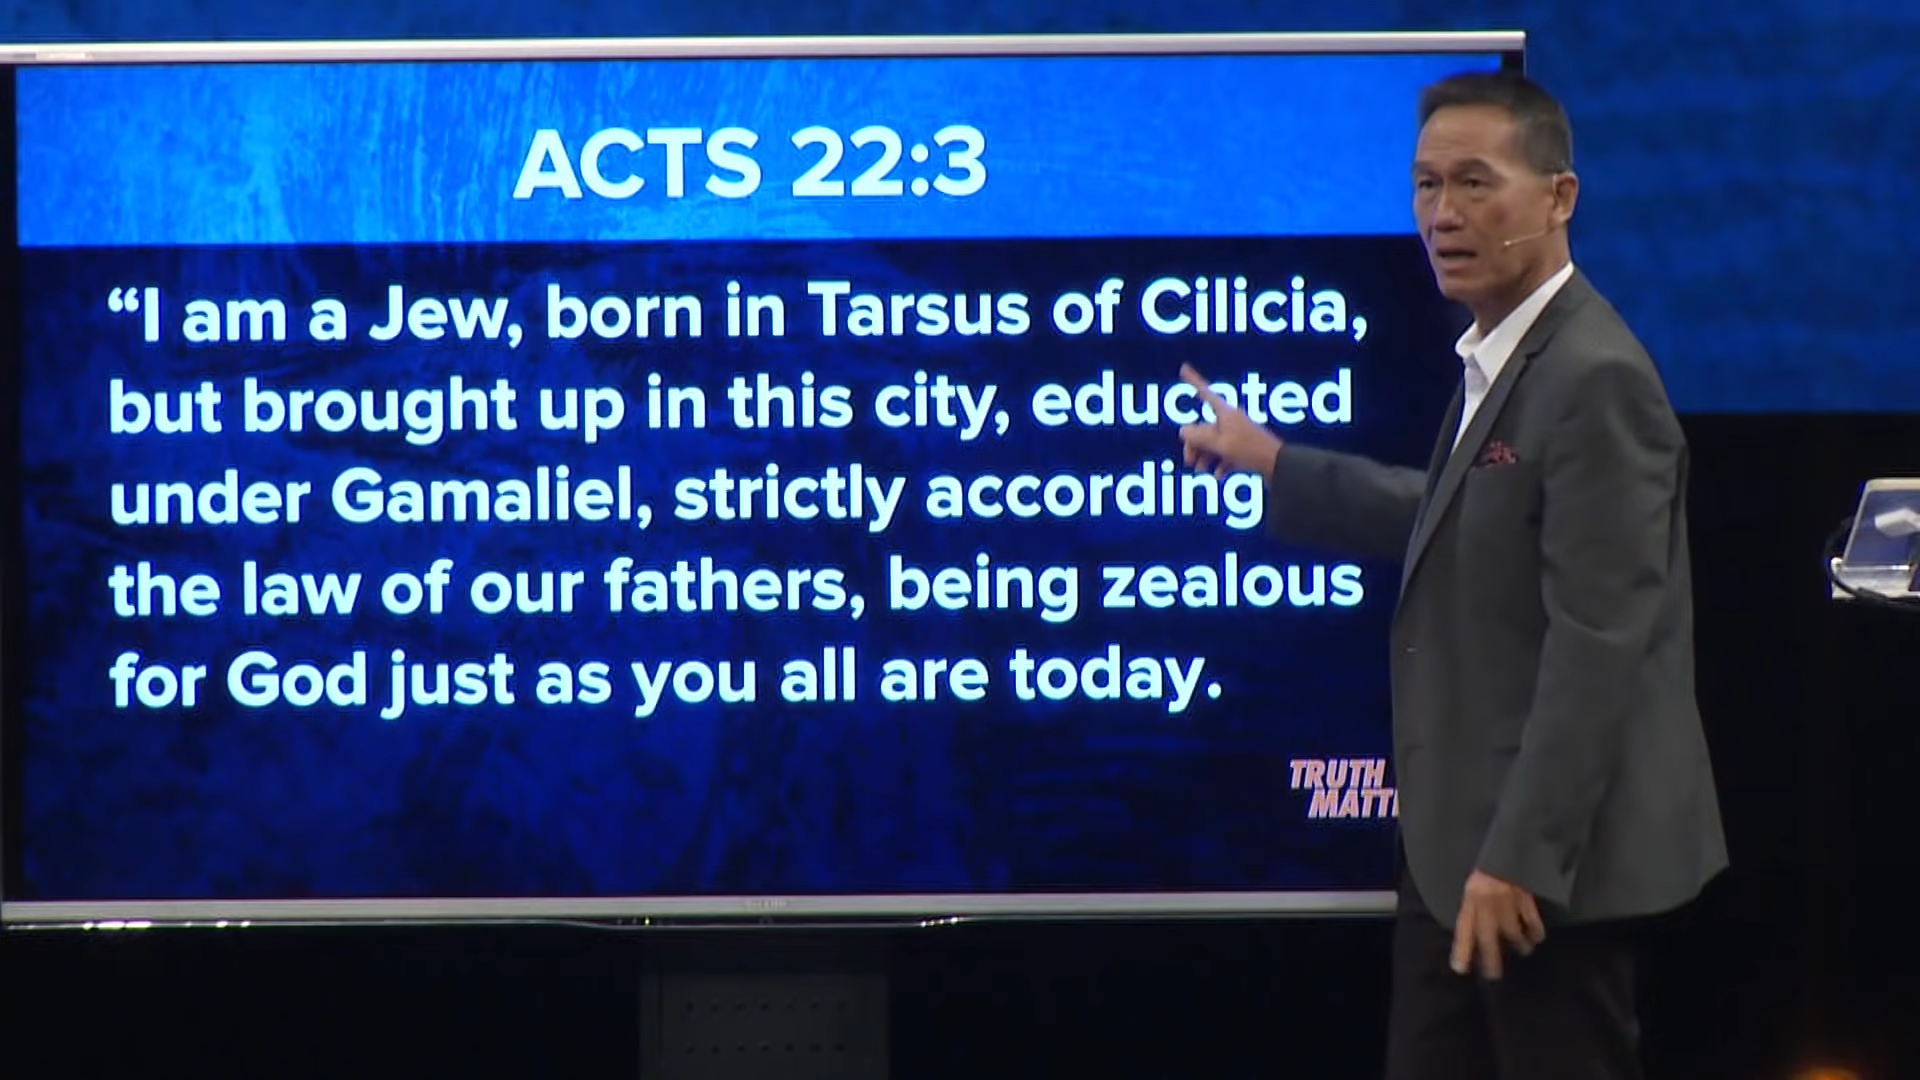 ACTS 22:3
“I am a Jew, born in Tarsus of Cilicia,
but brought up in this city, educated
under Gamaliel, strictly according
the law of our fathers, being zealous
for God just as you all are today.
TRUTH
MATT